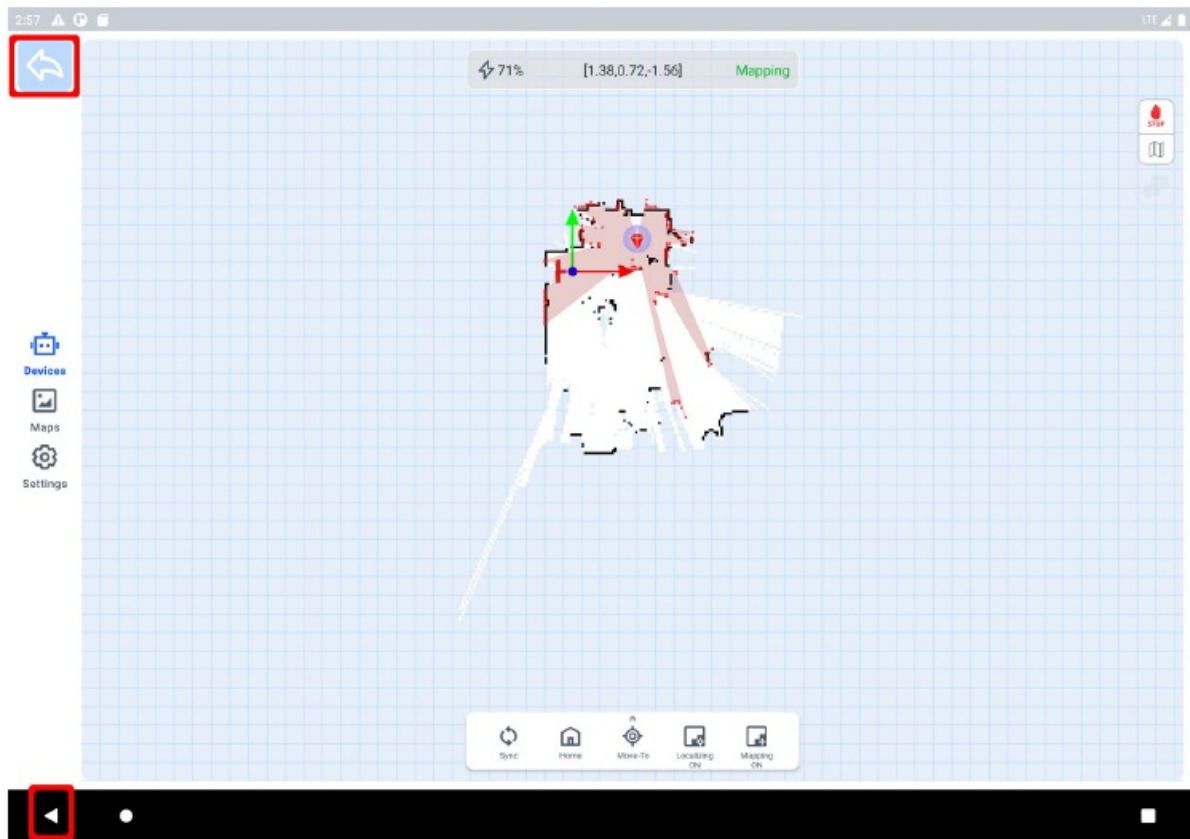 2:57
LTE
71% [1.38,0.72,-1.56] Mapping
STOP
Devices
Maps
Settings
Sync Home Move-To Localizing ON Mapping ON